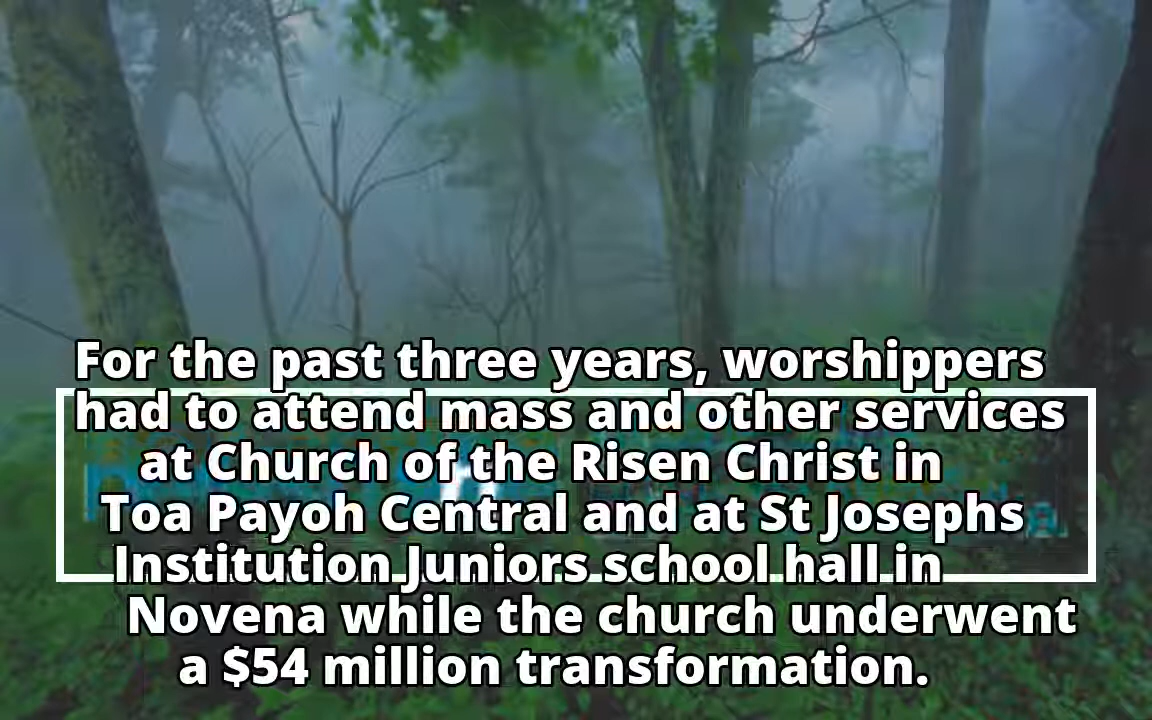 For the past three years, worshippers
had to attend mass and other services
at Church of the Risen Christ in
Toa Payoh Central and at St Josephs
Institution Juniors school hall in
Novena while the church underwent
a $54 million transformation.